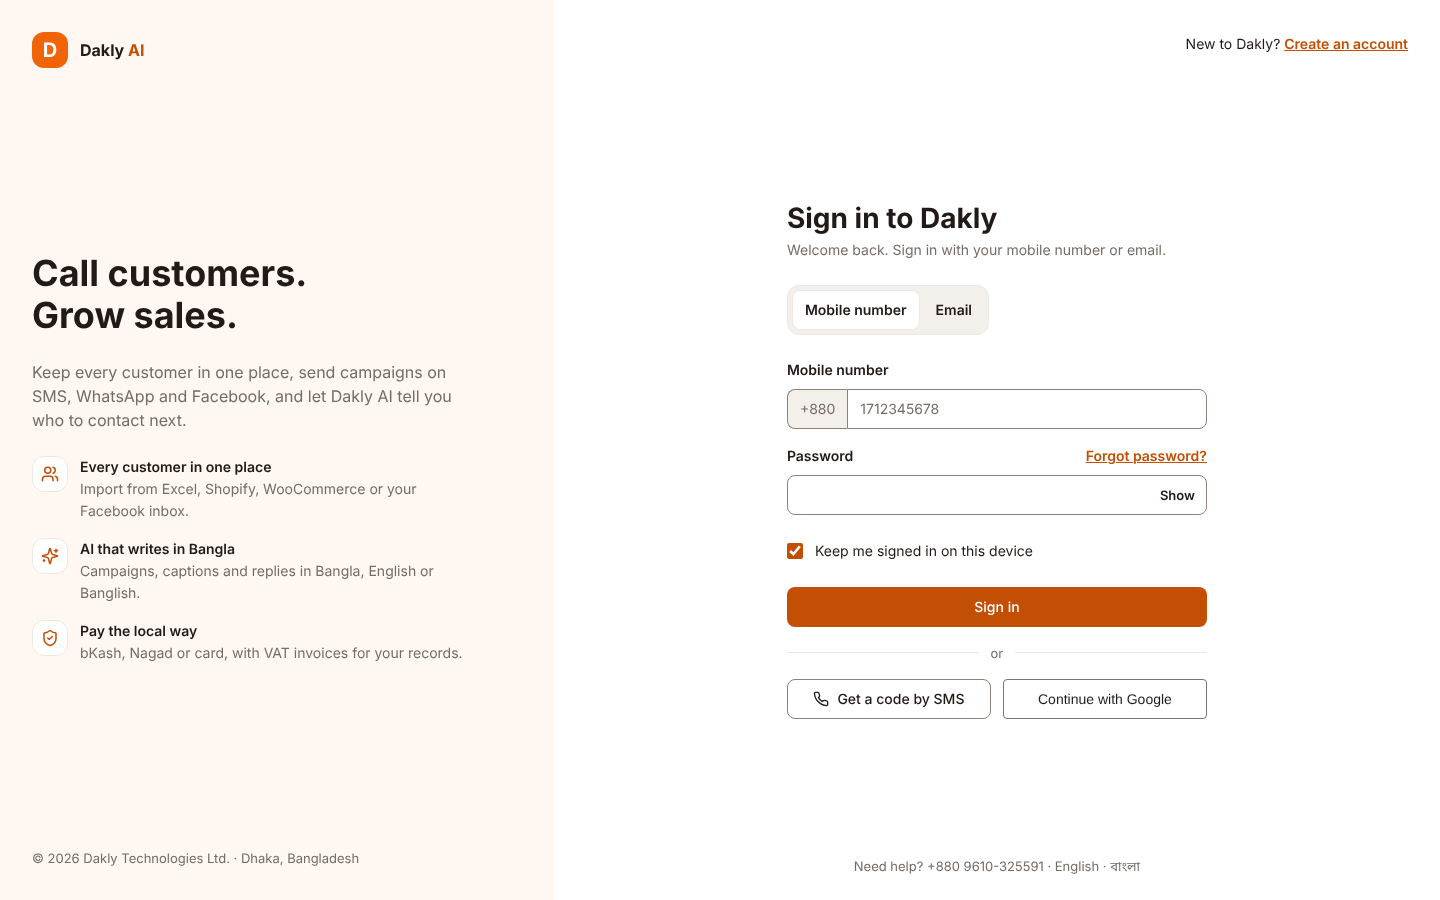 D
Dakly AI
New to Dakly? Create an account
Call customers.
Grow sales.
Keep every customer in one place, send campaigns on
SMS, WhatsApp and Facebook, and let Dakly AI tell you
who to contact next.
Every customer in one place
Import from Excel, Shopify, WooCommerce or your
Facebook inbox.
AI that writes in Bangla
Campaigns, captions and replies in Bangla, English or
Banglish.
Pay the local way
bKash, Nagad or card, with VAT invoices for your records.
© 2026 Dakly Technologies Ltd. · Dhaka, Bangladesh
Sign in to Dakly
Welcome back. Sign in with your mobile number or email.
Mobile number Email
Mobile number
+880 1712345678
Password Forgot password?
Show
Keep me signed in on this device
Sign in
or
Get a code by SMS Continue with Google
Need help? +880 9610-325591 · English · বাংলা